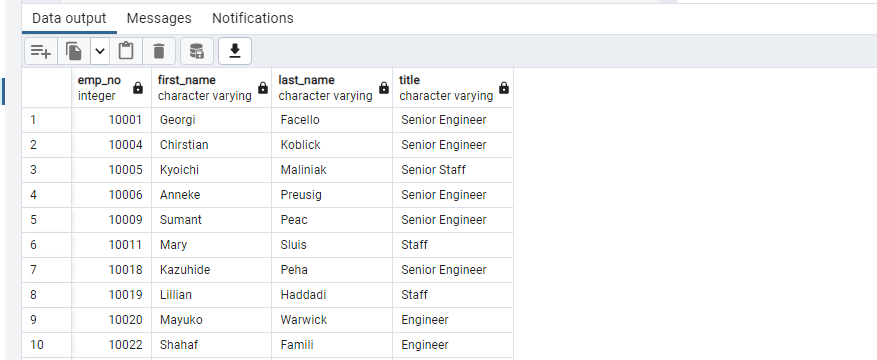 Data output Messages Notifications
emp_no first_name last_name title
integer character varying character varying character varying
1 10001 Georgi Facello Senior Engineer
2 10004 Chirstian Koblick Senior Engineer
3 10005 Kyoichi Maliniak Senior Staff
4 10006 Anneke Preusig Senior Engineer
5 10009 Sumant Peac Senior Engineer
6 10011 Mary Sluis Staff
7 10018 Kazuhide Peha Senior Engineer
8 10019 Lillian Haddadi Staff
9 10020 Mayuko Warwick Engineer
10 10022 Shahaf Famili Engineer